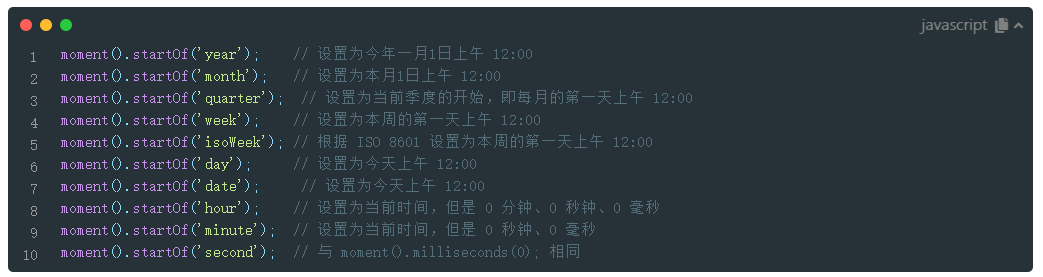 javascript
1 moment().startOf('year');    // 设置为今年一月1日上午 12:00
2 moment().startOf('month');   // 设置为本月1日上午 12:00
3 moment().startOf('quarter');  // 设置为当前季度的开始，即每月的第一天上午 12:00
4 moment().startOf('week');    // 设置为本周的第一天上午 12:00
5 moment().startOf('isoWeek'); // 根据 ISO 8601 设置为本周的第一天上午 12:00
6 moment().startOf('day');     // 设置为今天上午 12:00
7 moment().startOf('date');     // 设置为今天上午 12:00
8 moment().startOf('hour');    // 设置为当前时间，但是 0 分钟、0 秒钟、0 毫秒
9 moment().startOf('minute');  // 设置为当前时间，但是 0 秒钟、0 毫秒
10 moment().startOf('second');  // 与 moment().milliseconds(0); 相同